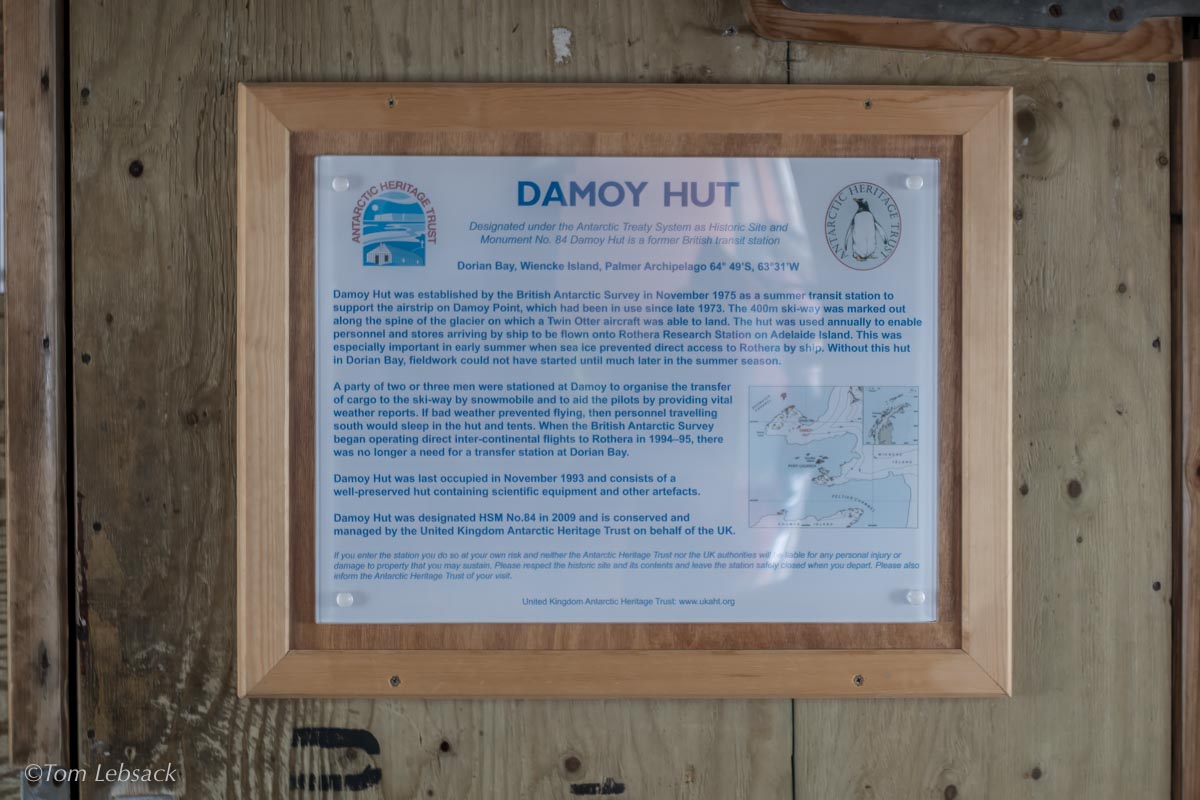 DAMOY HUT
ANTARCTIC HERITAGE TRUST
ANTARCTIC HERITAGE TRUST
Designated under the Antarctic Treaty System as Historic Site and
Monument No. 84 Damoy Hut is a former British transit station
Dorian Bay, Wiencke Island, Palmer Archipelago 64° 49'S, 63°31'W
Damoy Hut was established by the British Antarctic Survey in November 1975 as a summer transit station to
support the airstrip on Damoy Point, which had been in use since late 1973. The 400m ski-way was marked out
along the spine of the glacier on which a Twin Otter aircraft was able to land. The hut was used annually to enable
personnel and stores arriving by ship to be flown onto Rothera Research Station on Adelaide Island. This was
especially important in early summer when sea ice prevented direct access to Rothera by ship. Without this hut
in Dorian Bay, fieldwork could not have started until much later in the summer season.
A party of two or three men were stationed at Damoy to organise the transfer
of cargo to the ski-way by snowmobile and to aid the pilots by providing vital
weather reports. If bad weather prevented flying, then personnel travelling
south would sleep in the hut and tents. When the British Antarctic Survey
began operating direct inter-continental flights to Rothera in 1994–95, there
was no longer a need for a transfer station at Dorian Bay.
WIENCKE
ISLAND
PORT LOCKROY
PELTIER CHANNEL
Damoy Hut was last occupied in November 1993 and consists of a
well-preserved hut containing scientific equipment and other artefacts.
Damoy Hut was designated HSM No.84 in 2009 and is conserved and
managed by the United Kingdom Antarctic Heritage Trust on behalf of the UK.
If you enter the station you do so at your own risk and neither the Antarctic Heritage Trust nor the UK authorities will be liable for any personal injury or
damage to property that you may sustain. Please respect the historic site and its contents and leave the station safely closed when you depart. Please also
inform the Antarctic Heritage Trust of your visit.
United Kingdom Antarctic Heritage Trust: www.ukaht.org
©Tom Lebsack